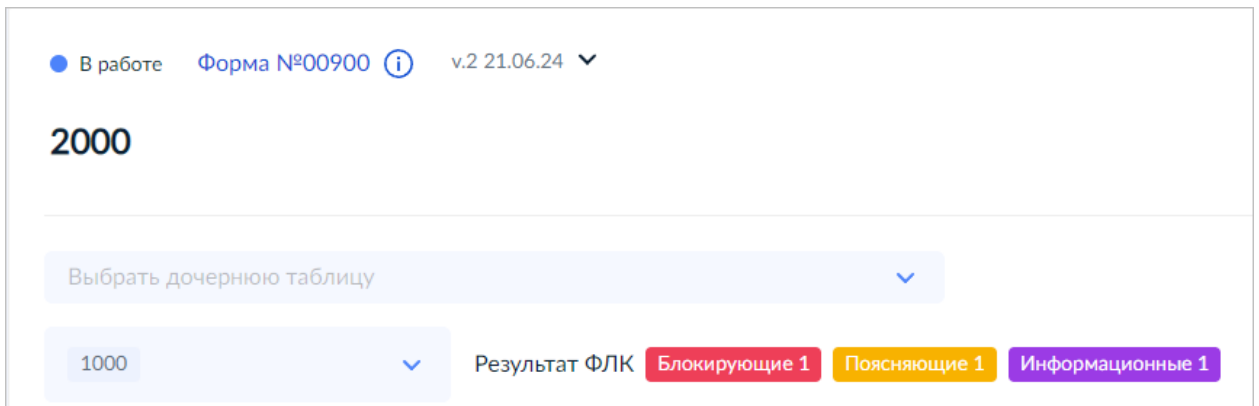 В работе Форма №00900 i v.2 21.06.24
2000
Выбрать дочернюю таблицу
1000 Результат ФЛК Блокирующие 1 Поясняющие 1 Информационные 1